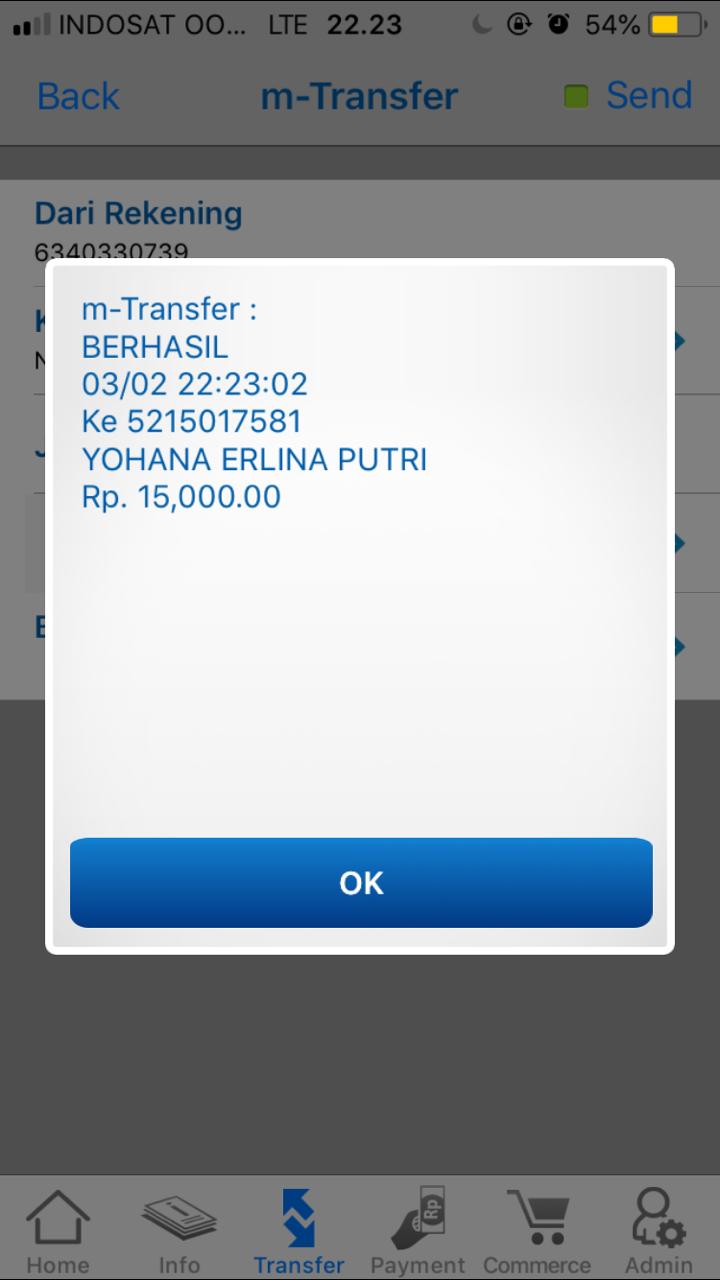 INDOSAT OO... LTE 22.23 54%
Back m-Transfer Send
Dari Rekening
6340330739
m-Transfer :
BERHASIL
03/02 22:23:02
Ke 5215017581
YOHANA ERLINA PUTRI
Rp. 15,000.00
OK
Rp
Home Info Transfer Payment Commerce Admin